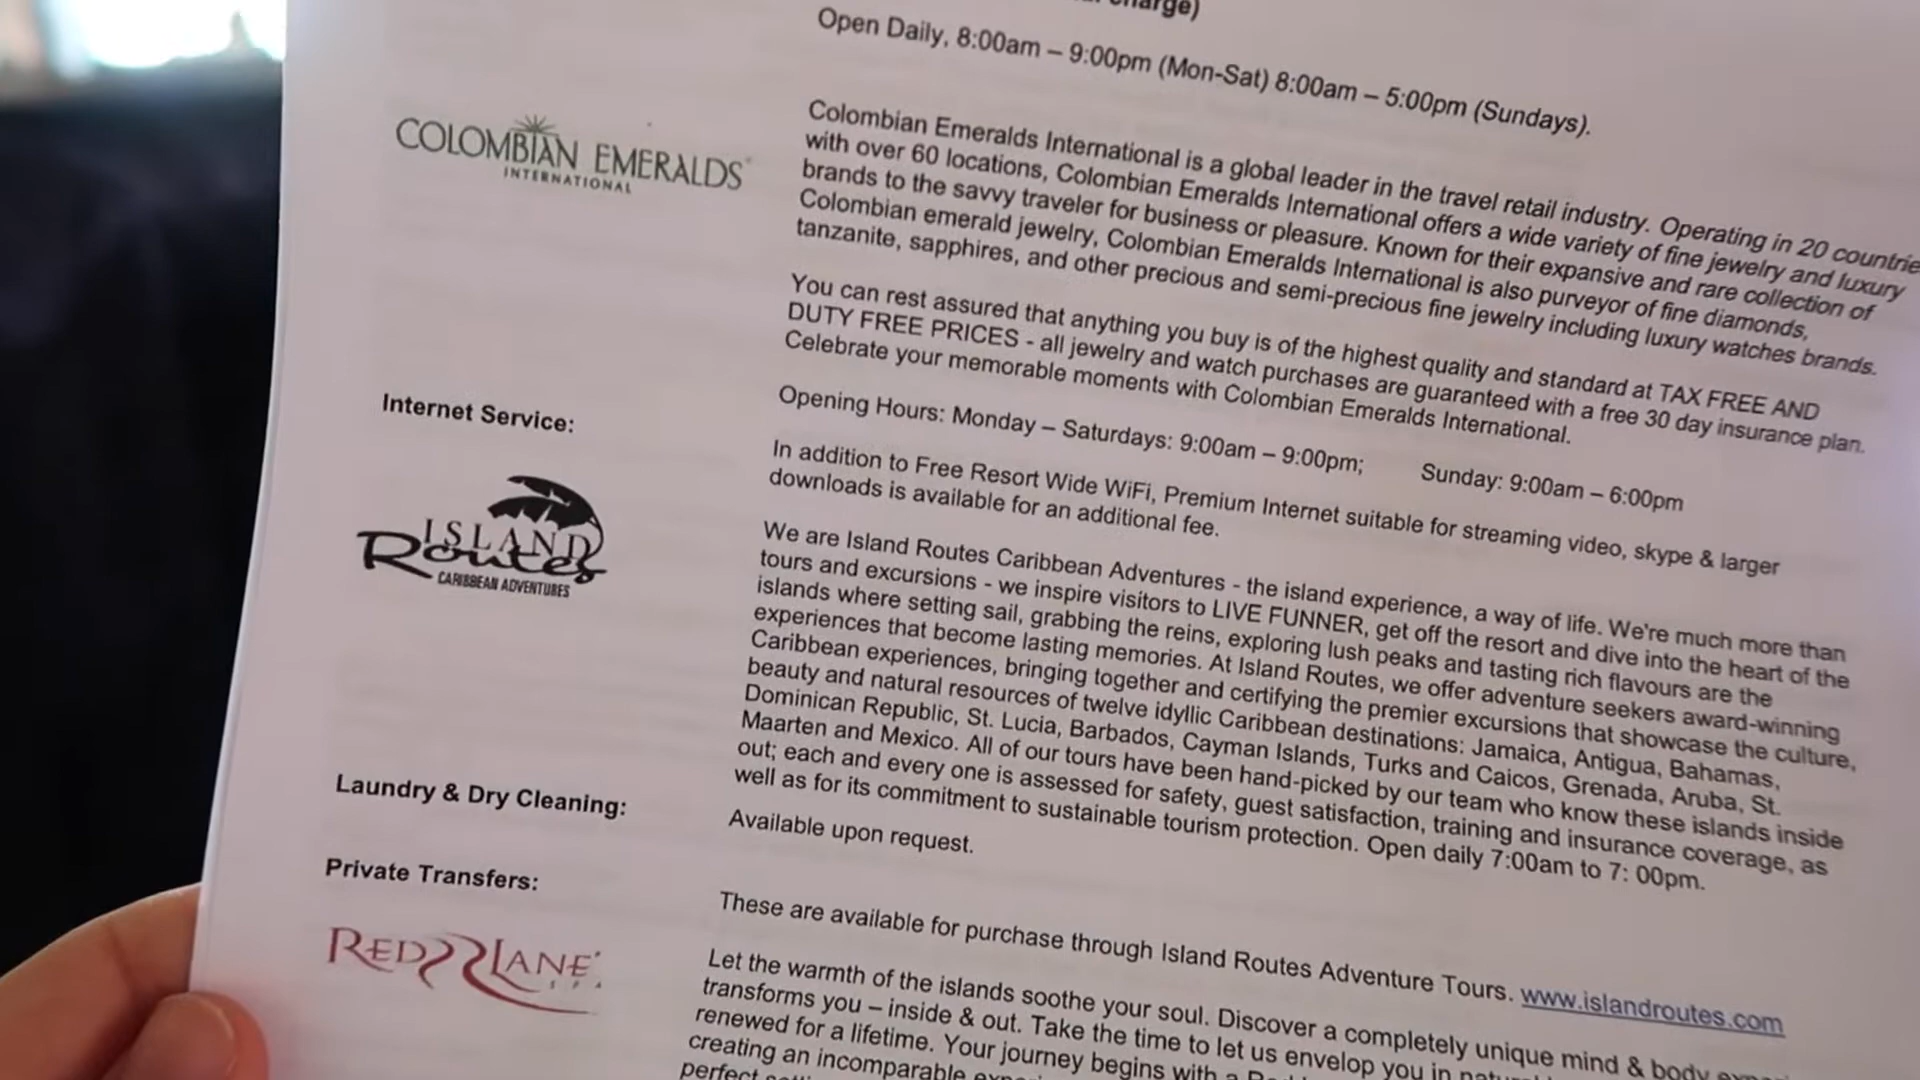 charge)
Open Daily, 8:00am – 9:00pm (Mon-Sat) 8:00am – 5:00pm (Sundays).
COLOMBIAN EMERALDS
INTERNATIONAL
Colombian Emeralds International is a global leader in the travel retail industry. Operating in 20 countrie
with over 60 locations, Colombian Emeralds International offers a wide variety of fine jewelry and luxury
brands to the savvy traveler for business or pleasure. Known for their expansive and rare collection of
Colombian emerald jewelry, Colombian Emeralds International is also purveyor of fine diamonds,
tanzanite, sapphires, and other precious and semi-precious fine jewelry including luxury watches brands.
You can rest assured that anything you buy is of the highest quality and standard at TAX FREE AND
DUTY FREE PRICES - all jewelry and watch purchases are guaranteed with a free 30 day insurance plan.
Celebrate your memorable moments with Colombian Emeralds International.
Opening Hours: Monday – Saturdays: 9:00am – 9:00pm; Sunday: 9:00am – 6:00pm
Internet Service:
In addition to Free Resort Wide WiFi, Premium Internet suitable for streaming video, skype & larger
downloads is available for an additional fee.
ISLAND
Routes
CARIBBEAN ADVENTURES
We are Island Routes Caribbean Adventures - the island experience, a way of life. We're much more than
tours and excursions - we inspire visitors to LIVE FUNNER, get off the resort and dive into the heart of the
islands where setting sail, grabbing the reins, exploring lush peaks and tasting rich flavours are the
experiences that become lasting memories. At Island Routes, we offer adventure seekers award-winning
Caribbean experiences, bringing together and certifying the premier excursions that showcase the culture,
beauty and natural resources of twelve idyllic Caribbean destinations: Jamaica, Antigua, Bahamas,
Dominican Republic, St. Lucia, Barbados, Cayman Islands, Turks and Caicos, Grenada, Aruba, St.
Maarten and Mexico. All of our tours have been hand-picked by our team who know these islands inside
out; each and every one is assessed for safety, guest satisfaction, training and insurance coverage, as
well as for its commitment to sustainable tourism protection. Open daily 7:00am to 7: 00pm.
Laundry & Dry Cleaning:
Available upon request.
Private Transfers:
These are available for purchase through Island Routes Adventure Tours. www.islandroutes.com
RED LANE
SPA
Let the warmth of the islands soothe your soul. Discover a completely unique mind & body
transforms you – inside & out. Take the time to let us envelop you in
renewed for a lifetime. Your journey begins with a
creating an incomparable
perfect